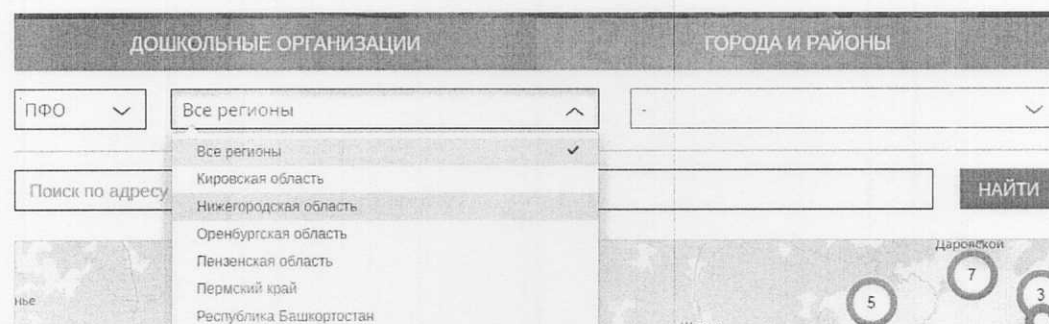 ДОШКОЛЬНЫЕ ОРГАНИЗАЦИИ
ГОРОДА И РАЙОНЫ
ПФО
Все регионы
-
Все регионы
Кировская область
Поиск по адресу
НАЙТИ
Нижегородская область
Оренбургская область
Пензенская область
Пермский край
Республика Башкортостан
Даровской
7
5
3
нье